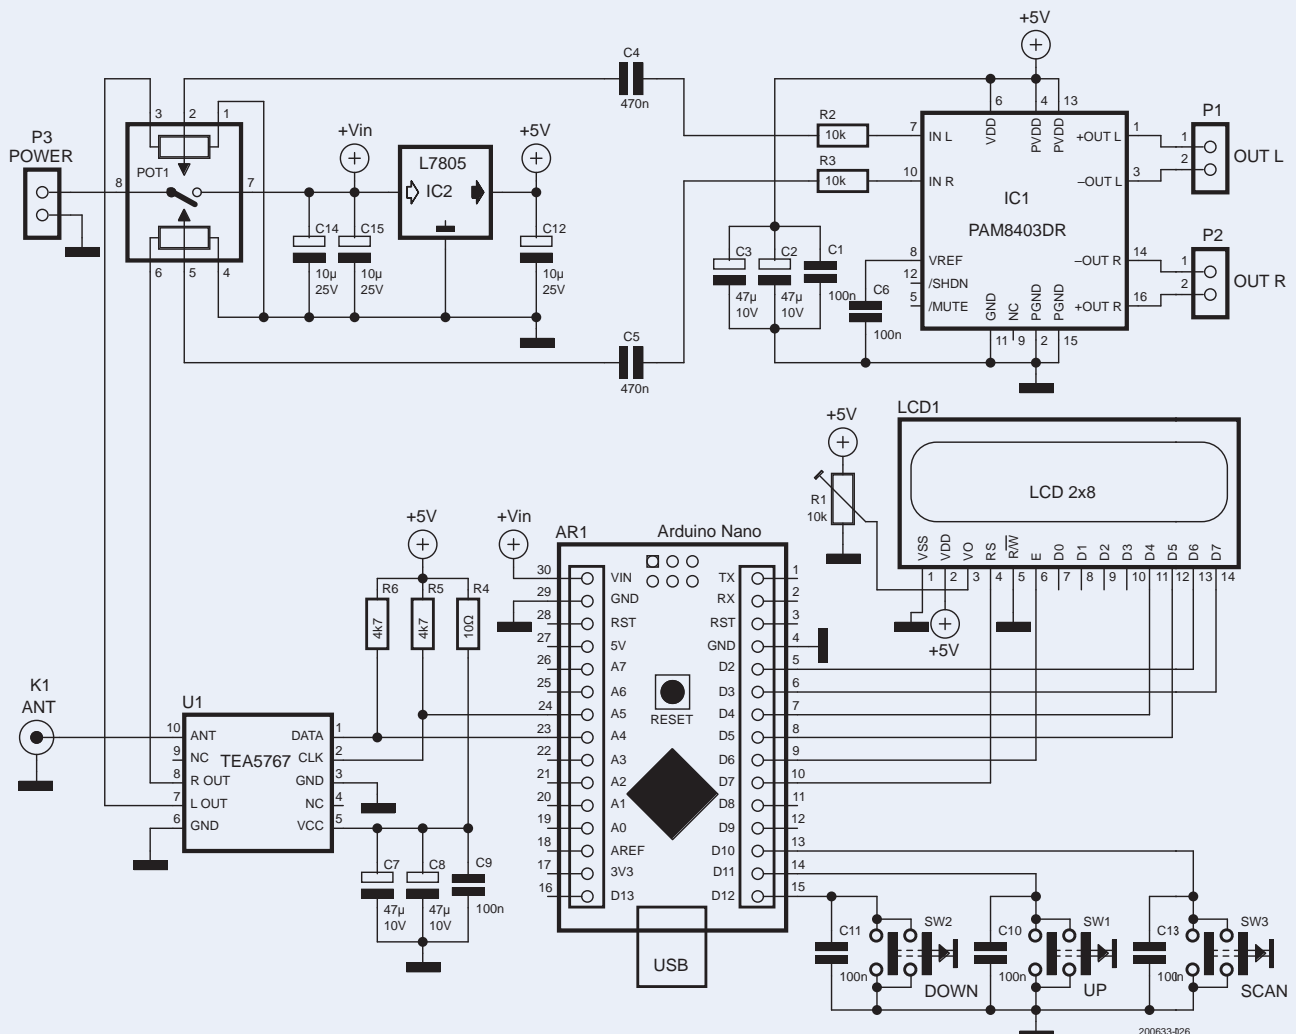 +5V
C4
470n
3 2 1
P3
POWER
POT1
8
7
6 5 4
+Vin
L7805
IC2
+5V
C14
10µ
25V
C15
10µ
25V
C12
10µ
25V
C5
470n
R2
10k
R3
10k
6 4 13
VDD
PVDD
PVDD
7
IN L
10
IN R
IC1
PAM8403DR
8
VREF
12
/SHDN
5
/MUTE
+OUT L
1
–OUT L
3
–OUT R
14
+OUT R
16
GND
NC
PGND
PGND
11 9 2 15
P1
1
2
OUT L
P2
1
2
OUT R
C3
47µ
10V
C2
47µ
10V
C1
100n
C6
100n
LCD1
LCD 2x8
+5V
R1
10k
VSS
VDD
VO
RS
R/W
E
D0
D1
D2
D3
D4
D5
D6
D7
1 2 3 4 5 6 7 8 9 10 11 12 13 14
+5V
+5V
+Vin
R6
4k7
R5
4k7
R4
10Ω
K1
ANT
U1
TEA5767
10 ANT
9 NC
8 R OUT
7 L OUT
6 GND
DATA 1
CLK 2
GND 3
NC 4
VCC 5
C7
47µ
10V
C8
47µ
10V
C9
100n
AR1
Arduino Nano
30 VIN
29 GND
28 RST
27 5V
26 A7
25 A6
24 A5
23 A4
22 A3
21 A2
20 A1
19 A0
18 AREF
17 3V3
16 D13
RESET
TX 1
RX 2
RST 3
GND 4
D2 5
D3 6
D4 7
D5 8
D6 9
D7 10
D8 11
D9 12
D10 13
D11 14
D12 15
USB
C11
100n
SW2
DOWN
C10
100n
SW1
UP
C13
100n
SW3
SCAN
200633-026